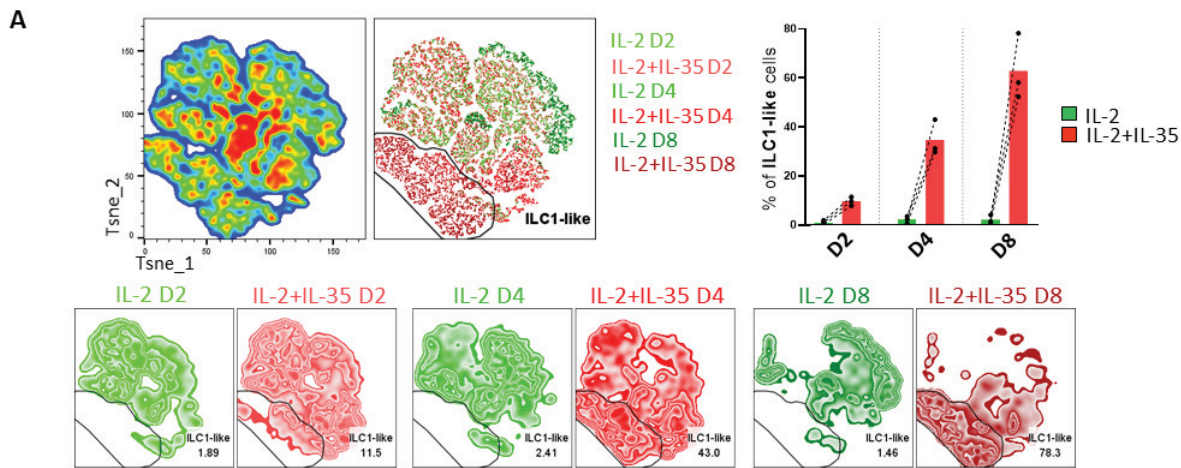 A
150
100
50
0
0
50
100
150
Tsne_2
Tsne_1
ILC1-like
IL-2 D2
IL-2+IL-35 D2
IL-2 D4
IL-2+IL-35 D4
IL-2 D8
IL-2+IL-35 D8
% of ILC1-like cells
80
60
40
20
0
D2
D4
D8
IL-2
IL-2+IL-35
IL-2 D2
IL-2+IL-35 D2
IL-2 D4
IL-2+IL-35 D4
IL-2 D8
IL-2+IL-35 D8
ILC1-like
1.89
ILC1-like
11.5
ILC1-like
2.41
ILC1-like
43.0
ILC1-like
1.46
ILC1-like
78.3